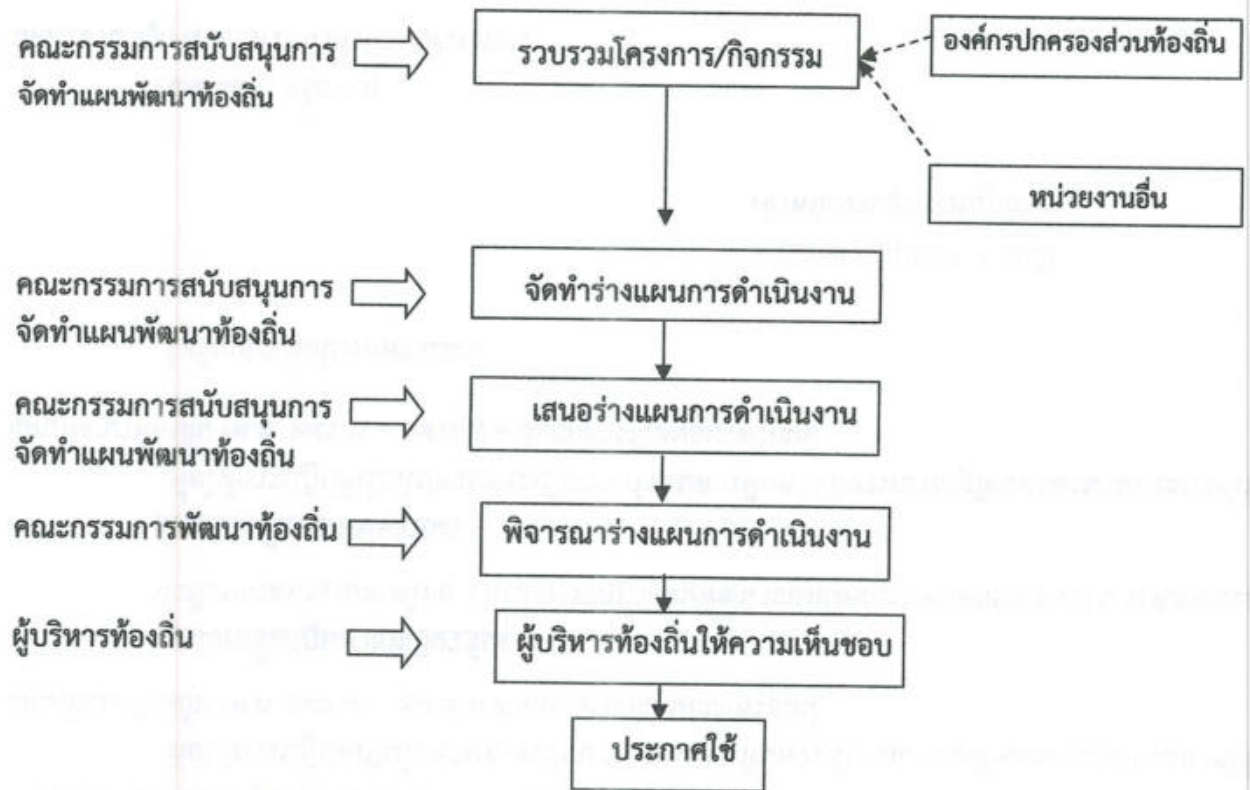 คณะกรรมการสนับสนุนการ
จัดทำแผนพัฒนาท้องถิ่น
รวบรวมโครงการ/กิจกรรม
องค์กรปกครองส่วนท้องถิ่น
หน่วยงานอื่น
คณะกรรมการสนับสนุนการ
จัดทำแผนพัฒนาท้องถิ่น
จัดทำร่างแผนการดำเนินงาน
คณะกรรมการสนับสนุนการ
จัดทำแผนพัฒนาท้องถิ่น
เสนอร่างแผนการดำเนินงาน
คณะกรรมการพัฒนาท้องถิ่น
พิจารณาร่างแผนการดำเนินงาน
ผู้บริหารท้องถิ่น
ผู้บริหารท้องถิ่นให้ความเห็นชอบ
ประกาศใช้